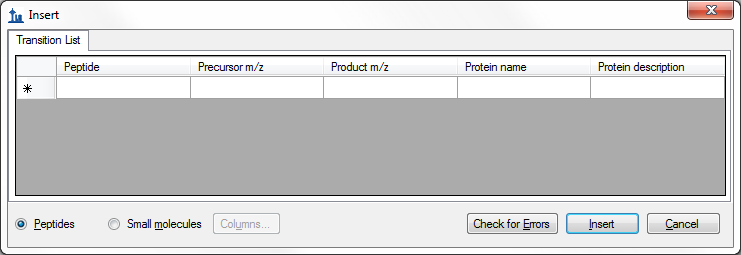 Insert
Transition List
Peptide Precursor m/z Product m/z Protein name Protein description
Peptides Small molecules Columns... Check for Errors Insert Cancel